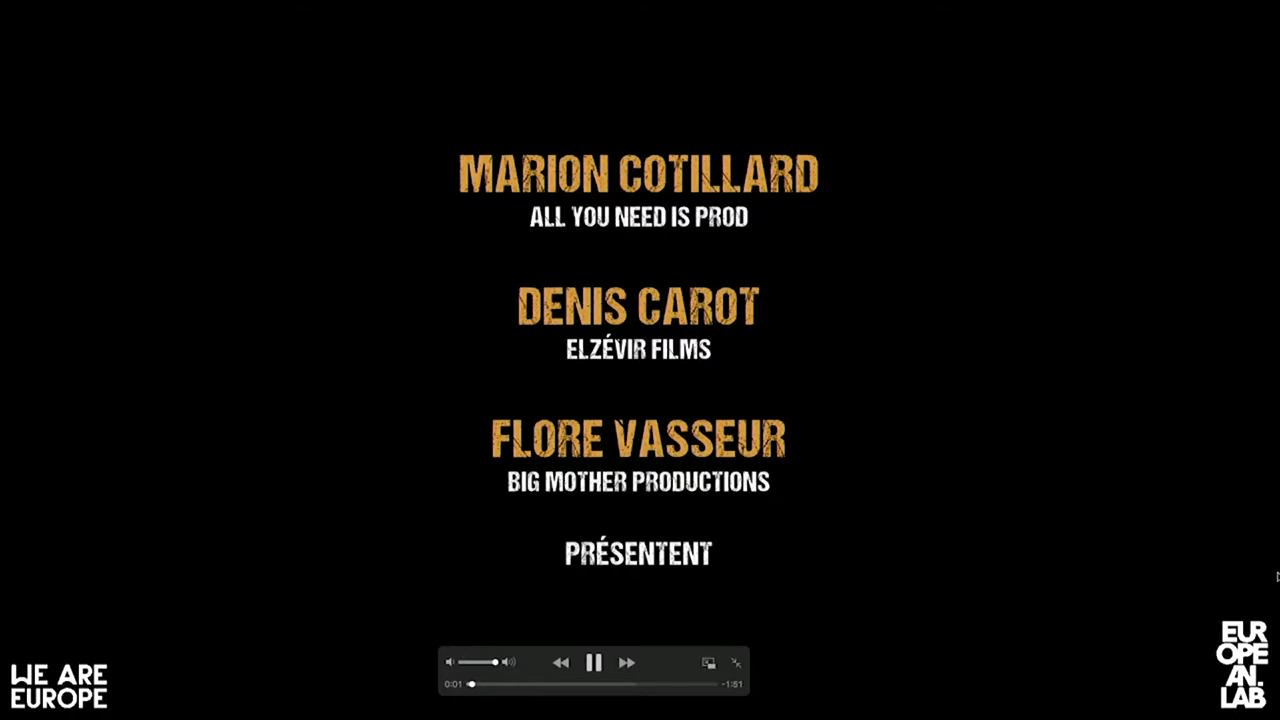 MARION COTILLARD
ALL YOU NEED IS PROD
DENIS CAROT
ELZÉVIR FILMS
FLORE VASSEUR
BIG MOTHER PRODUCTIONS
PRÉSENTENT
0:01
-1:51
WE ARE
EUROPE
EUR
OPE
AN.
LAB